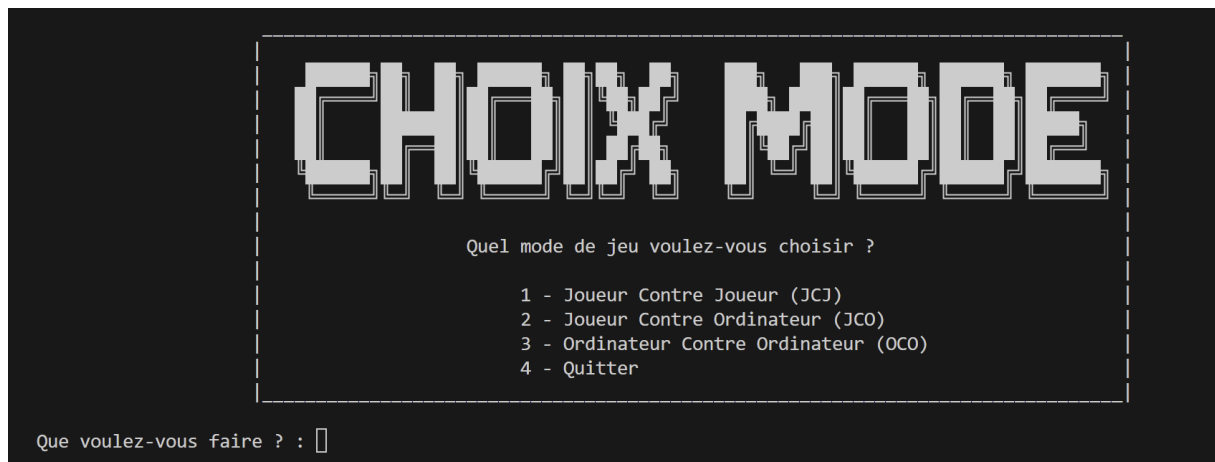 CHOIX MODE
Quel mode de jeu voulez-vous choisir ?
1 - Joueur Contre Joueur (JCJ)
2 - Joueur Contre Ordinateur (JCO)
3 - Ordinateur Contre Ordinateur (OCO)
4 - Quitter
Que voulez-vous faire ? :